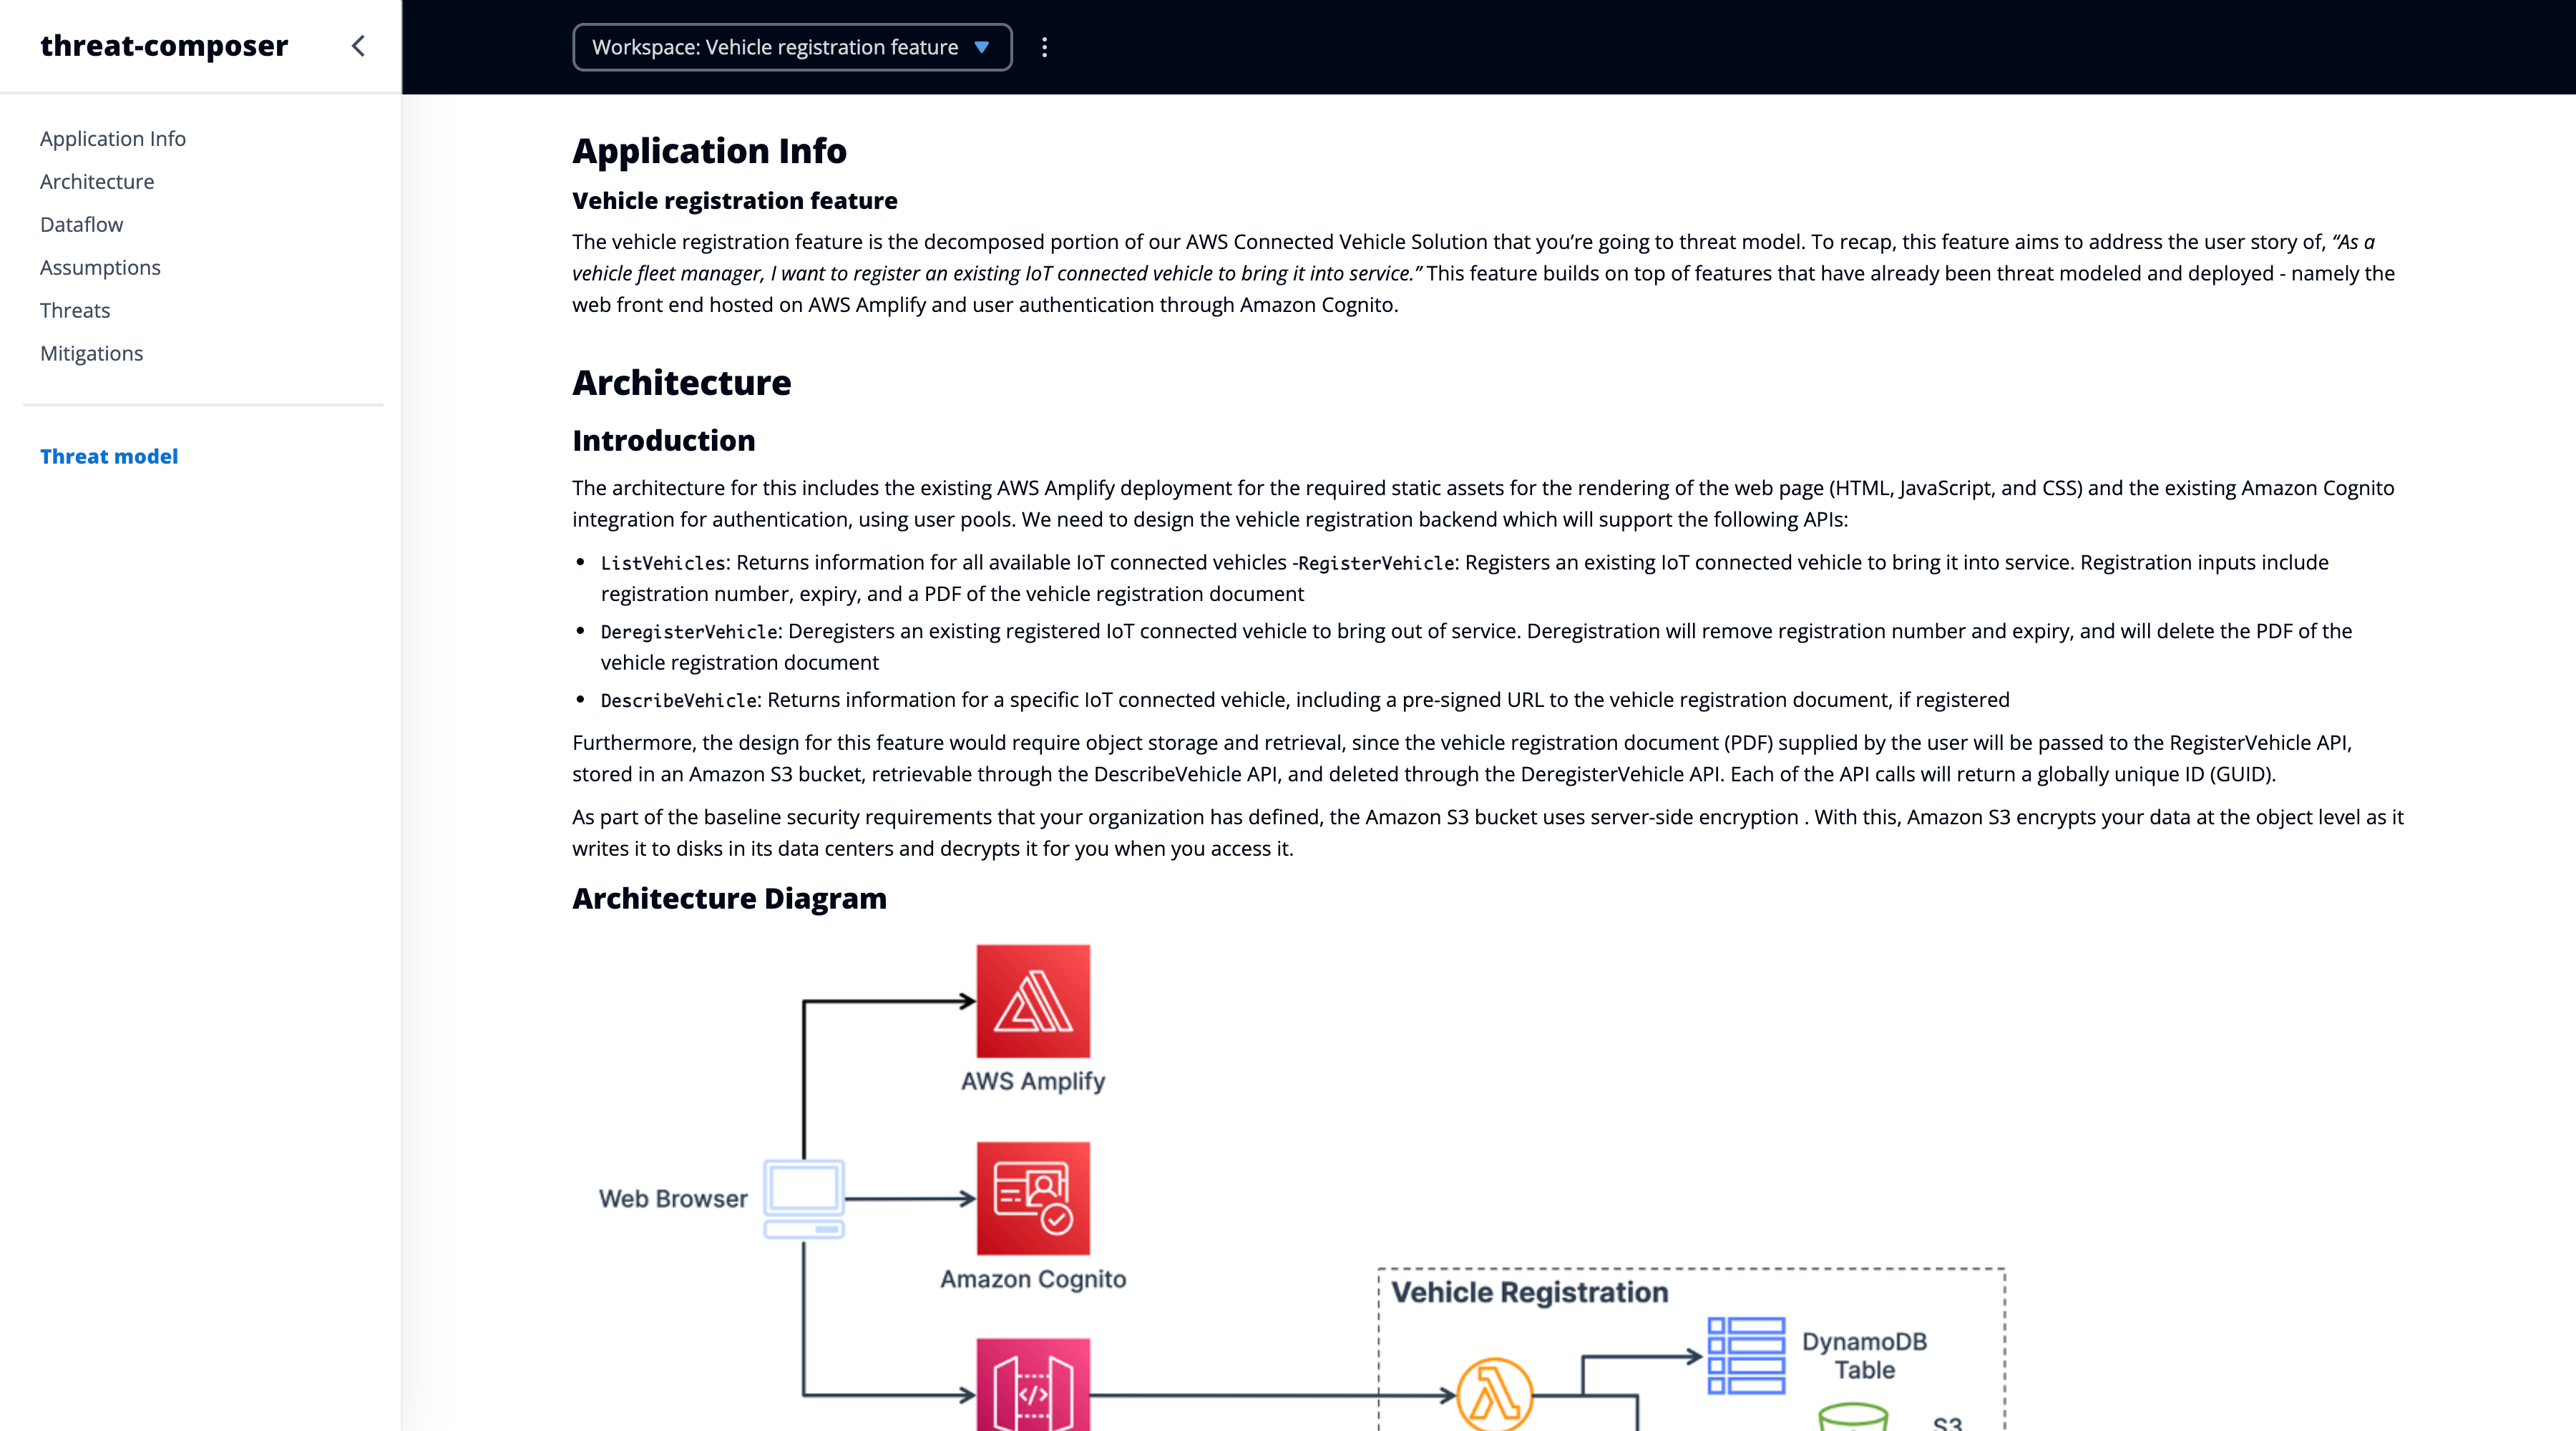 threat-composer
Workspace: Vehicle registration feature
Application Info
Architecture
Dataflow
Assumptions
Threats
Mitigations
Threat model
Application Info
Vehicle registration feature
The vehicle registration feature is the decomposed portion of our AWS Connected Vehicle Solution that you’re going to threat model. To recap, this feature aims to address the user story of, “As a
vehicle fleet manager, I want to register an existing IoT connected vehicle to bring it into service.” This feature builds on top of features that have already been threat modeled and deployed - namely the
web front end hosted on AWS Amplify and user authentication through Amazon Cognito.
Architecture
Introduction
The architecture for this includes the existing AWS Amplify deployment for the required static assets for the rendering of the web page (HTML, JavaScript, and CSS) and the existing Amazon Cognito
integration for authentication, using user pools. We need to design the vehicle registration backend which will support the following APIs:
• ListVehicles: Returns information for all available IoT connected vehicles -RegisterVehicle: Registers an existing IoT connected vehicle to bring it into service. Registration inputs include
registration number, expiry, and a PDF of the vehicle registration document
• DeregisterVehicle: Deregisters an existing registered IoT connected vehicle to bring out of service. Deregistration will remove registration number and expiry, and will delete the PDF of the
vehicle registration document
• DescribeVehicle: Returns information for a specific IoT connected vehicle, including a pre-signed URL to the vehicle registration document, if registered
Furthermore, the design for this feature would require object storage and retrieval, since the vehicle registration document (PDF) supplied by the user will be passed to the RegisterVehicle API,
stored in an Amazon S3 bucket, retrievable through the DescribeVehicle API, and deleted through the DeregisterVehicle API. Each of the API calls will return a globally unique ID (GUID).
As part of the baseline security requirements that your organization has defined, the Amazon S3 bucket uses server-side encryption . With this, Amazon S3 encrypts your data at the object level as it
writes it to disks in its data centers and decrypts it for you when you access it.
Architecture Diagram
AWS Amplify
Web Browser
Amazon Cognito
Vehicle Registration
DynamoDB
Table
</> 
S3